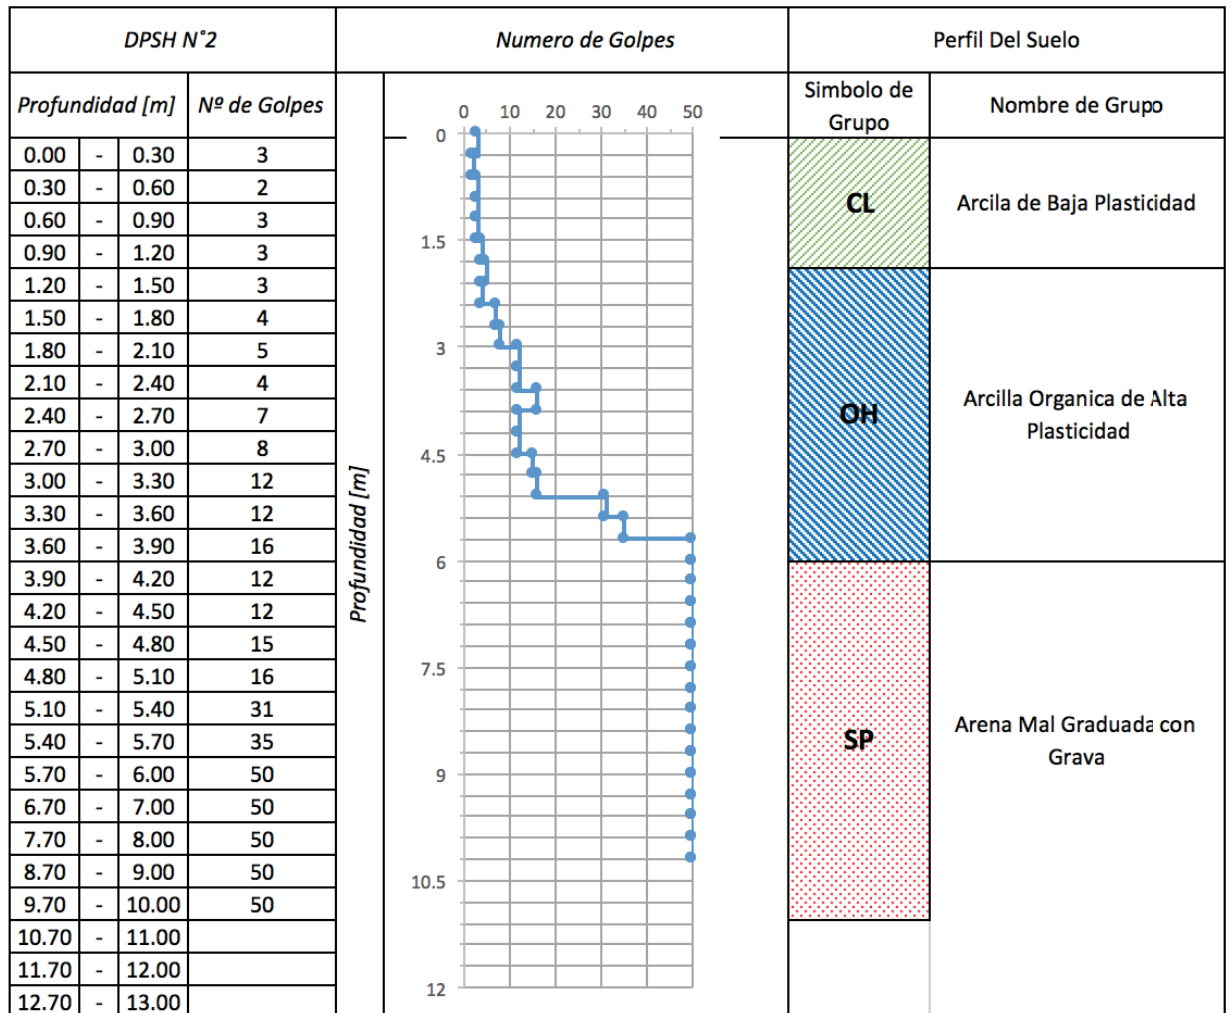 DPSH N°2
Numero de Golpes
Perfil Del Suelo
Profundidad [m]
Nº de Golpes
Simbolo de
Grupo
Nombre de Grupo
0.00 - 0.30 3
0.30 - 0.60 2
0.60 - 0.90 3
0.90 - 1.20 3
1.20 - 1.50 3
1.50 - 1.80 4
1.80 - 2.10 5
2.10 - 2.40 4
2.40 - 2.70 7
2.70 - 3.00 8
3.00 - 3.30 12
3.30 - 3.60 12
3.60 - 3.90 16
3.90 - 4.20 12
4.20 - 4.50 12
4.50 - 4.80 15
4.80 - 5.10 16
5.10 - 5.40 31
5.40 - 5.70 35
5.70 - 6.00 50
6.70 - 7.00 50
7.70 - 8.00 50
8.70 - 9.00 50
9.70 - 10.00 50
10.70 - 11.00
11.70 - 12.00
12.70 - 13.00
Profundidad [m]
0 10 20 30 40 50
0
1.5
3
4.5
6
7.5
9
10.5
12
CL
Arcila de Baja Plasticidad
OH
Arcilla Organica de Alta
Plasticidad
SP
Arena Mal Graduada con
Grava